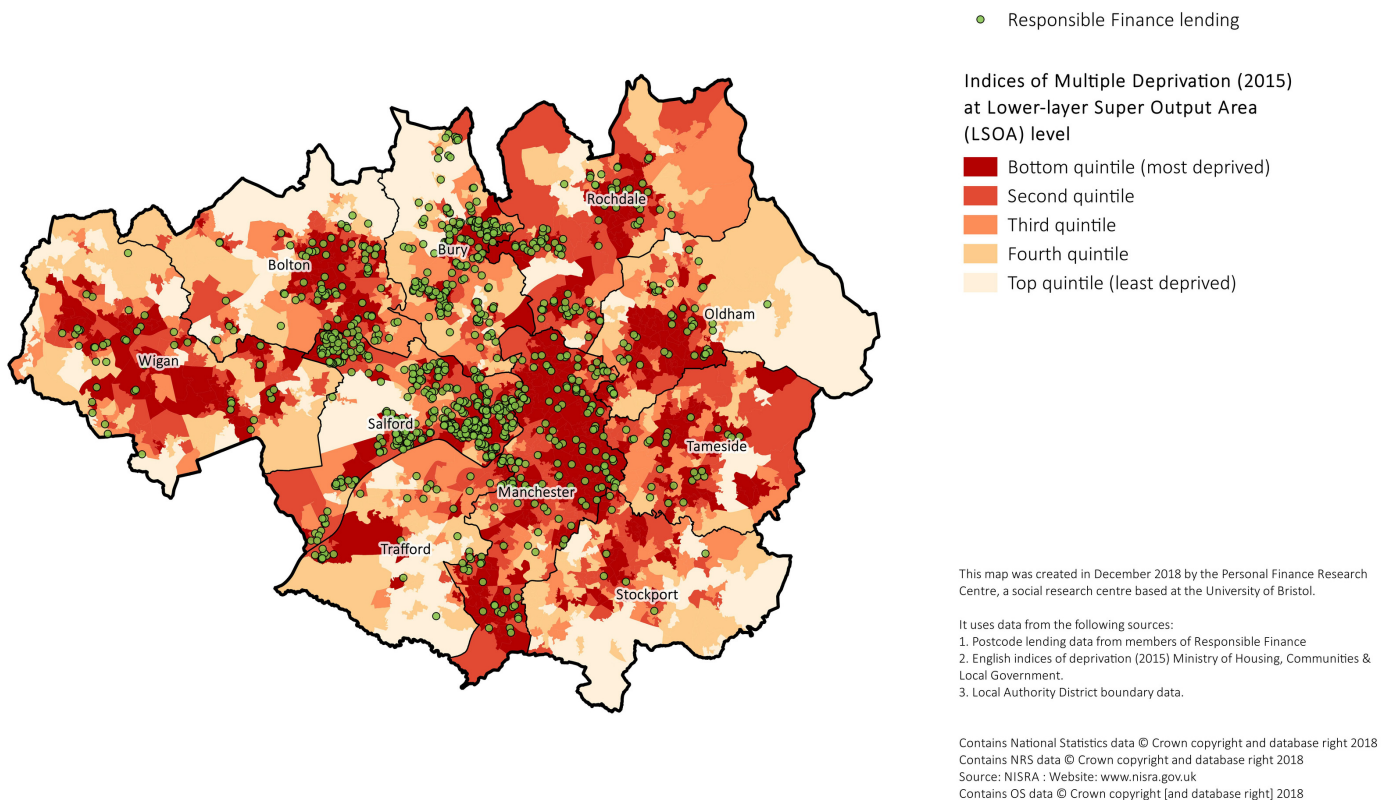 Responsible Finance lending
Indices of Multiple Deprivation (2015)
at Lower-layer Super Output Area
(LSOA) level
Bottom quintile (most deprived)
Second quintile
Third quintile
Fourth quintile
Top quintile (least deprived)
Rochdale
Bury
Bolton
Oldham
Wigan
Salford
Tameside
Manchester
Trafford
Stockport
This map was created in December 2018 by the Personal Finance Research
Centre, a social research centre based at the University of Bristol.
It uses data from the following sources:
1. Postcode lending data from members of Responsible Finance
2. English indices of deprivation (2015) Ministry of Housing, Communities &
Local Government.
3. Local Authority District boundary data.
Contains National Statistics data © Crown copyright and database right 2018
Contains NRS data © Crown copyright and database right 2018
Source: NISRA : Website: www.nisra.gov.uk
Contains OS data © Crown copyright [and database right] 2018